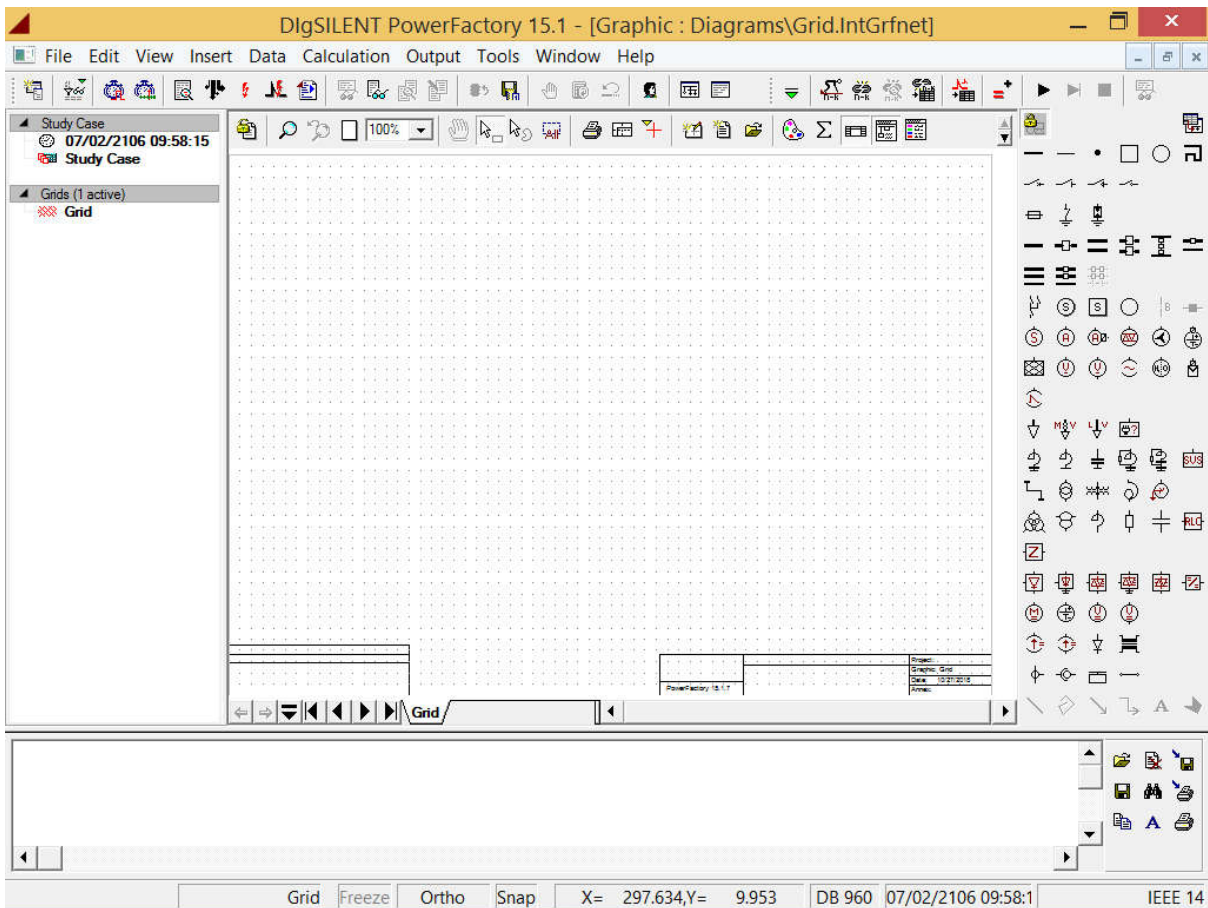 DIgSILENT PowerFactory 15.1 - [Graphic : Diagrams\Grid.IntGrfnet]
File Edit View Insert Data Calculation Output Tools Window Help
Study Case
07/02/2106 09:58:15
Study Case
Grids (1 active)
Grid
100%
Project:
Graphic: Grid
PowerFactory 15.1.7
Date: 10/27/2015
Annex:
Grid
Grid Freeze Ortho Snap X= 297.634,Y= 9.953 DB 960 07/02/2106 09:58:1 IEEE 14